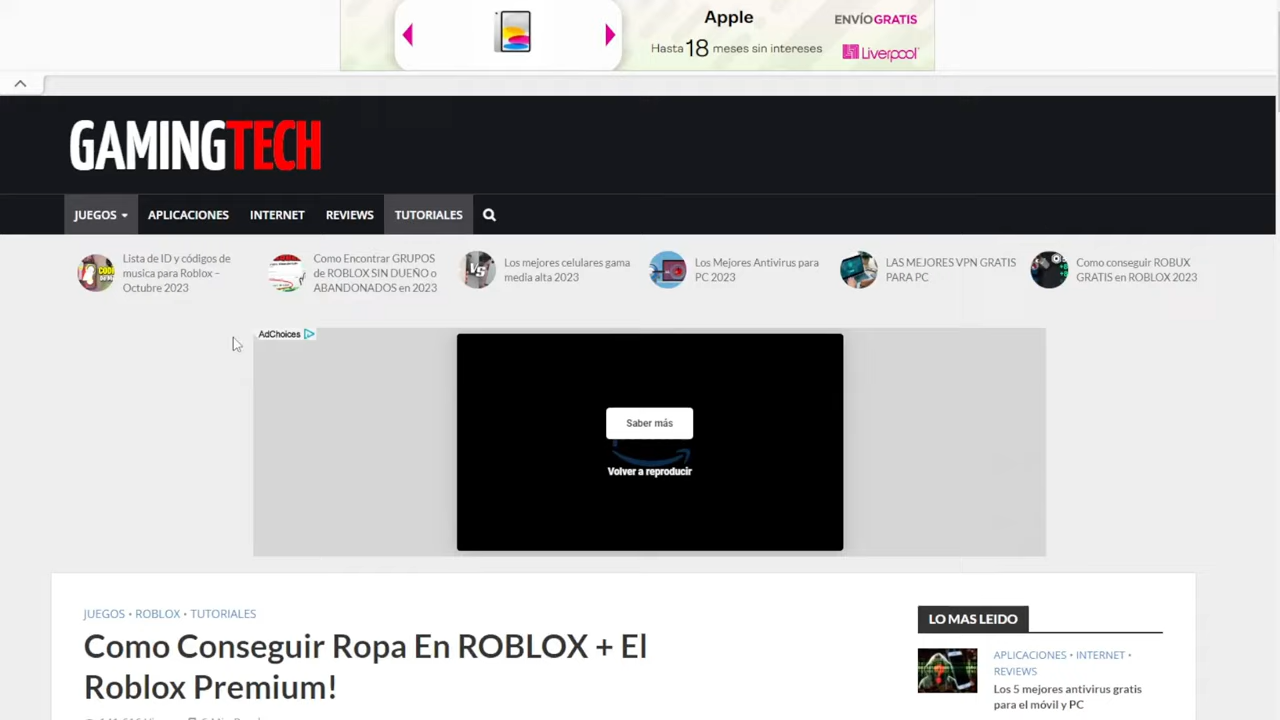 Apple
ENVÍO GRATIS
Hasta 18 meses sin intereses
Liverpool
GAMINGTECH
JUEGOS
APLICACIONES
INTERNET
REVIEWS
TUTORIALES
Lista de ID y códigos de
musica para Roblox –
Octubre 2023
Como Encontrar GRUPOS
de ROBLOX SIN DUEÑO o
ABANDONADOS en 2023
Los mejores celulares gama
media alta 2023
Los Mejores Antivirus para
PC 2023
LAS MEJORES VPN GRATIS
PARA PC
Como conseguir ROBUX
GRATIS en ROBLOX 2023
AdChoices
Saber más
Volver a reproducir
JUEGOS • ROBLOX • TUTORIALES
Como Conseguir Ropa En ROBLOX + El
Roblox Premium!
LO MAS LEIDO
APLICACIONES • INTERNET •
REVIEWS
Los 5 mejores antivirus gratis
para el móvil y PC